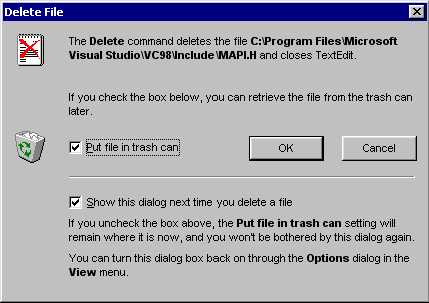 Delete File
The Delete command deletes the file C:\Program Files\Microsoft
Visual Studio\VC98\Include\MAPI.H and closes TextEdit.
If you check the box below, you can retrieve the file from the trash can
later.
Put file in trash can
OK
Cancel
Show this dialog next time you delete a file
If you uncheck the box above, the Put file in trash can setting will
remain where it is now, and you won't be bothered by this dialog again.
You can turn this dialog box back on through the Options dialog in the
View menu.